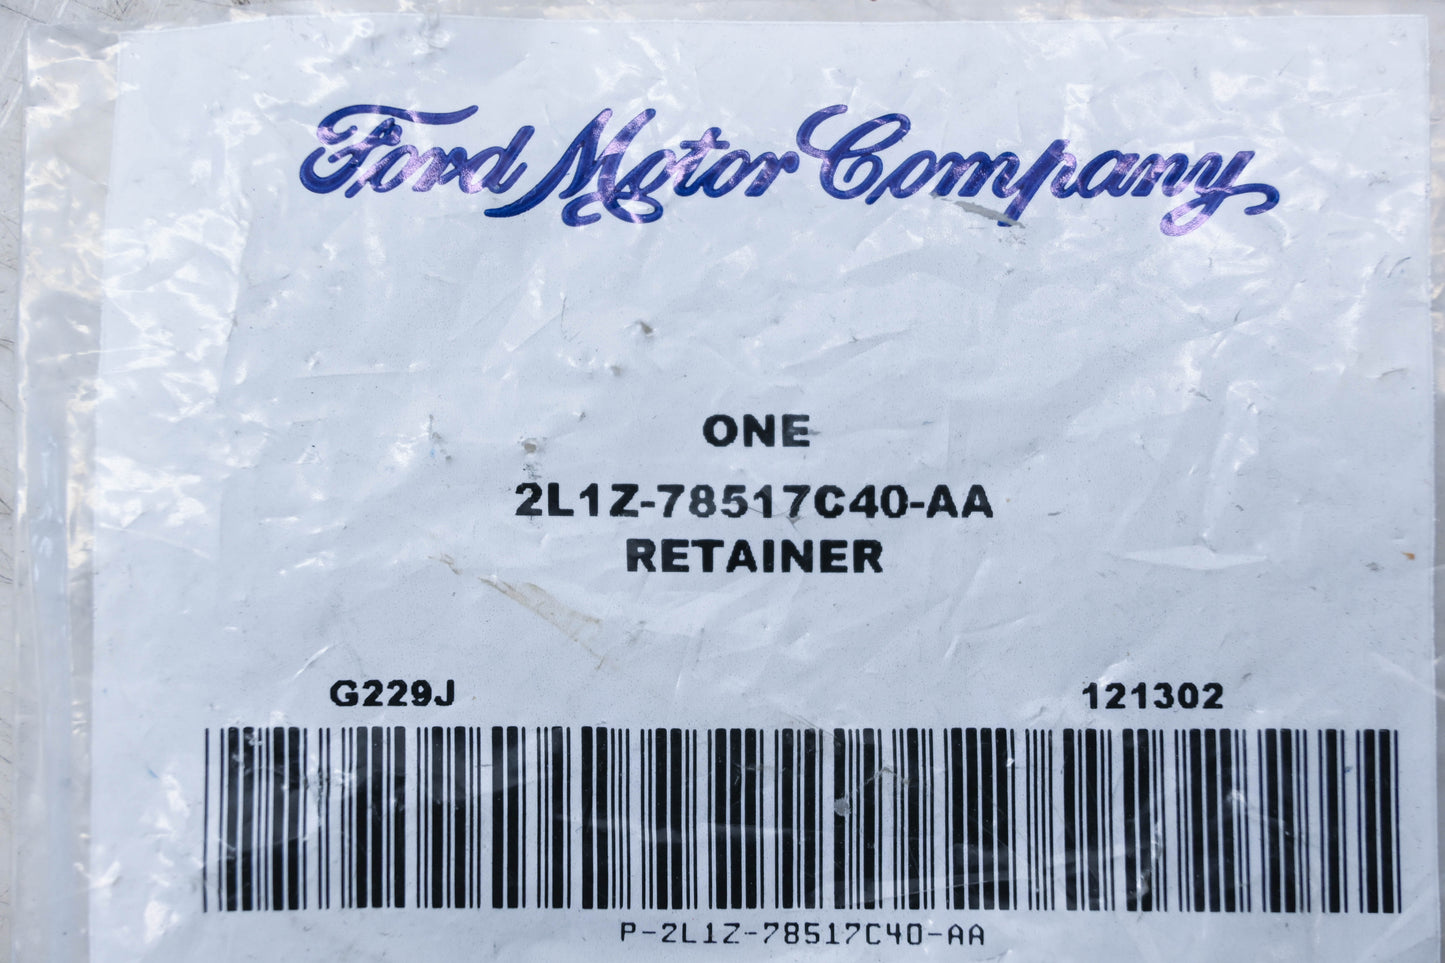 Ford Motor Company
ONE
2L1Z-78517C40-AA
RETAINER
G229J 121302
P-2L1Z-78517C40-AA